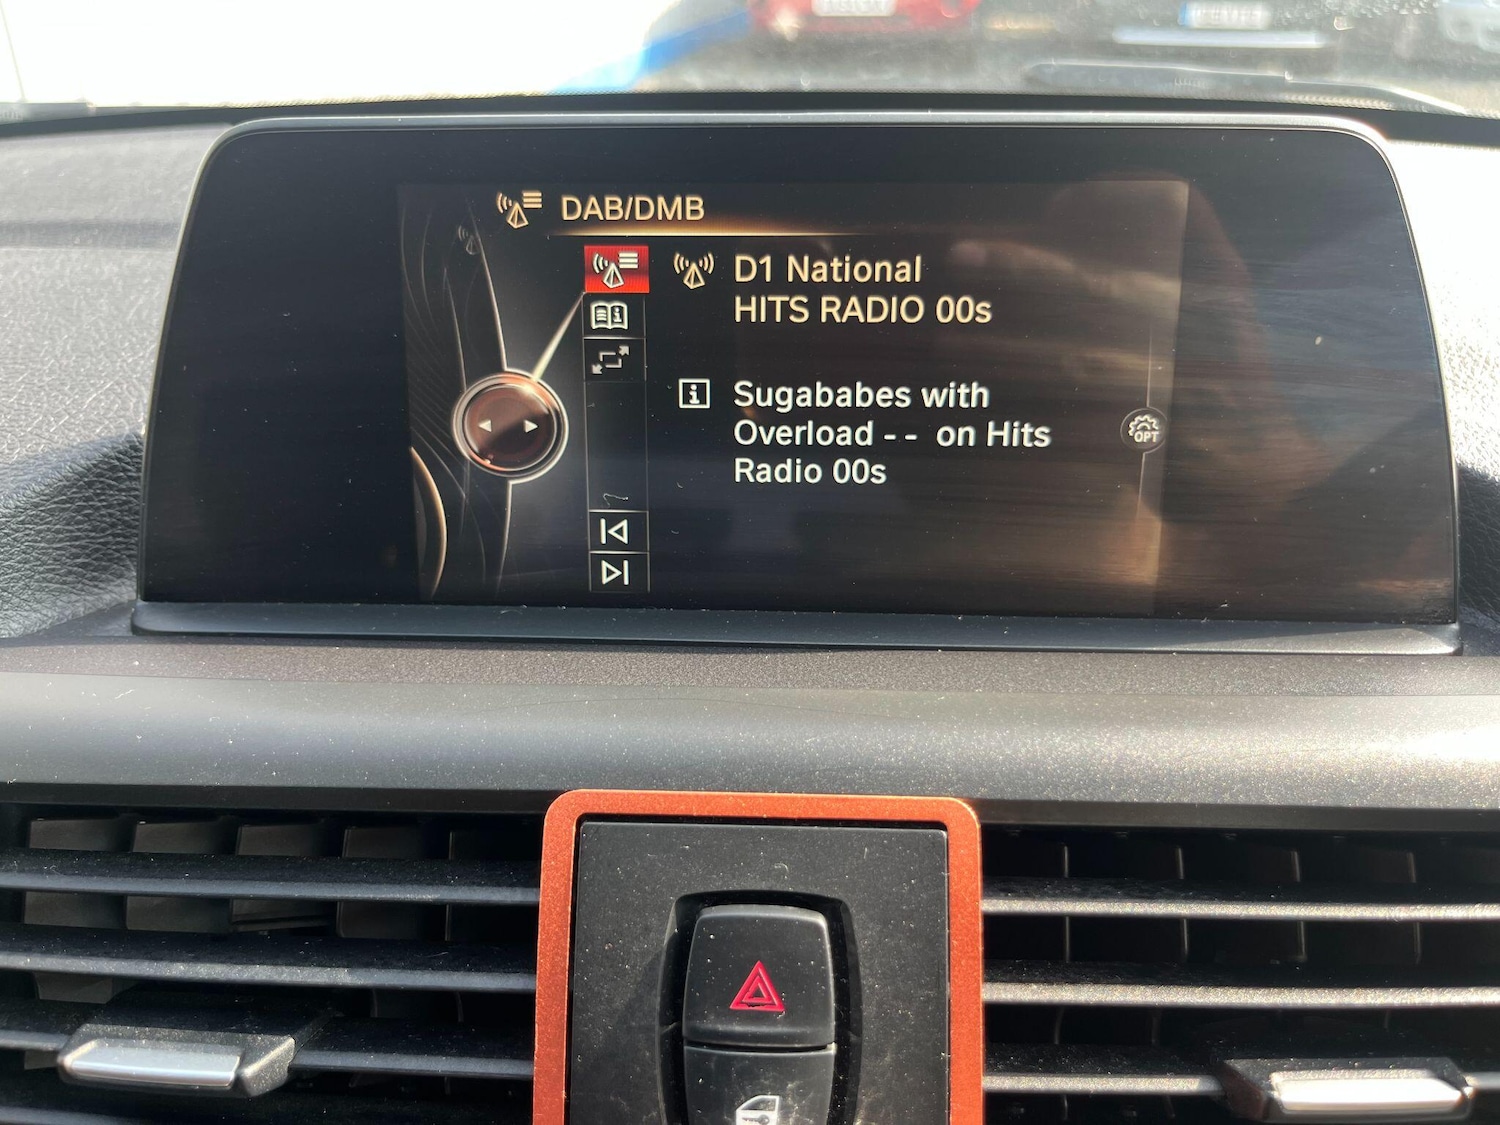 DAB/DMB
D1 National
HITS RADIO 00s
Sugababes with
Overload - -  on Hits
Radio 00s
OPT